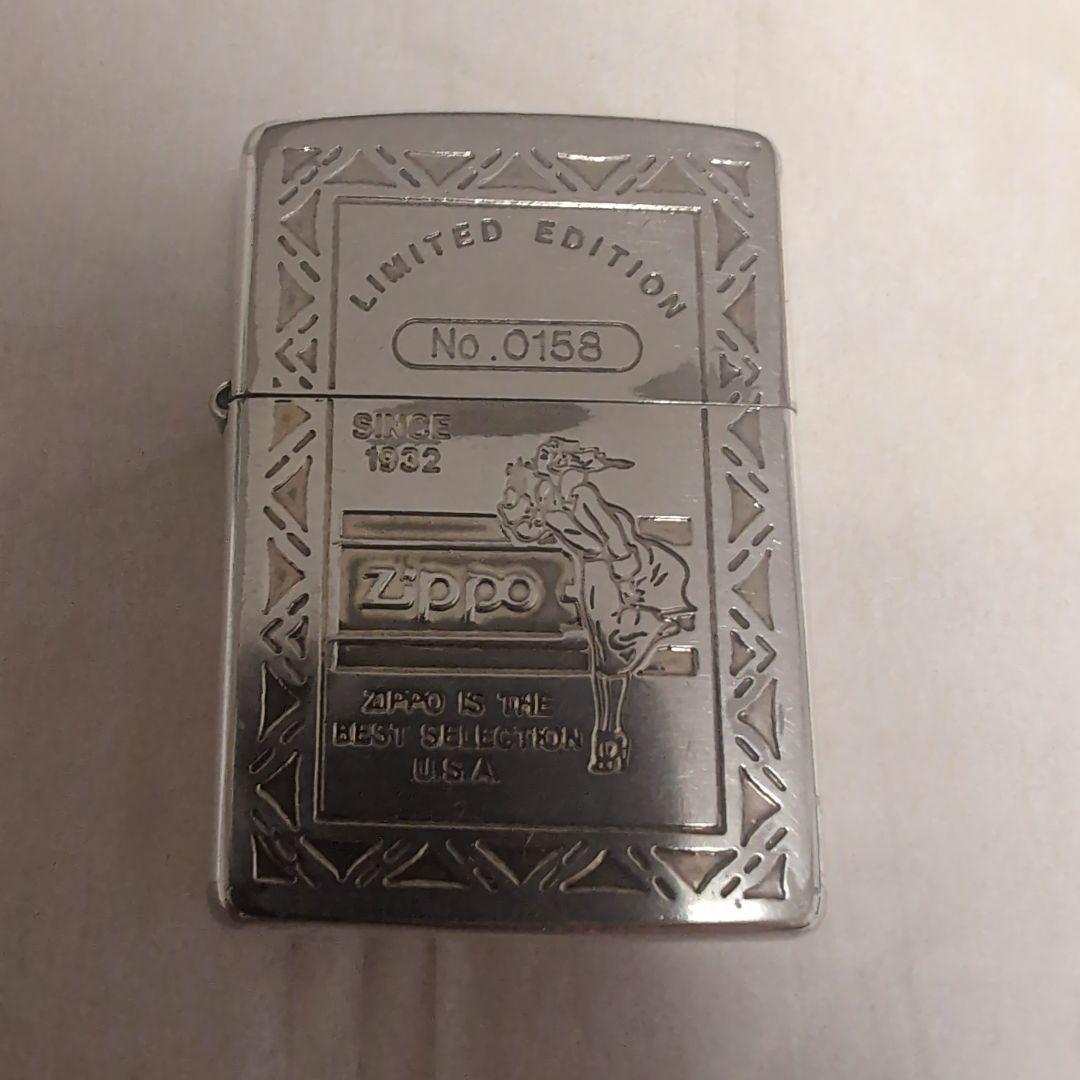 LIMITED EDITION
No.0158
SINCE
1932
Zippo
ZIPPO IS THE
BEST SELECTION
U.S.A